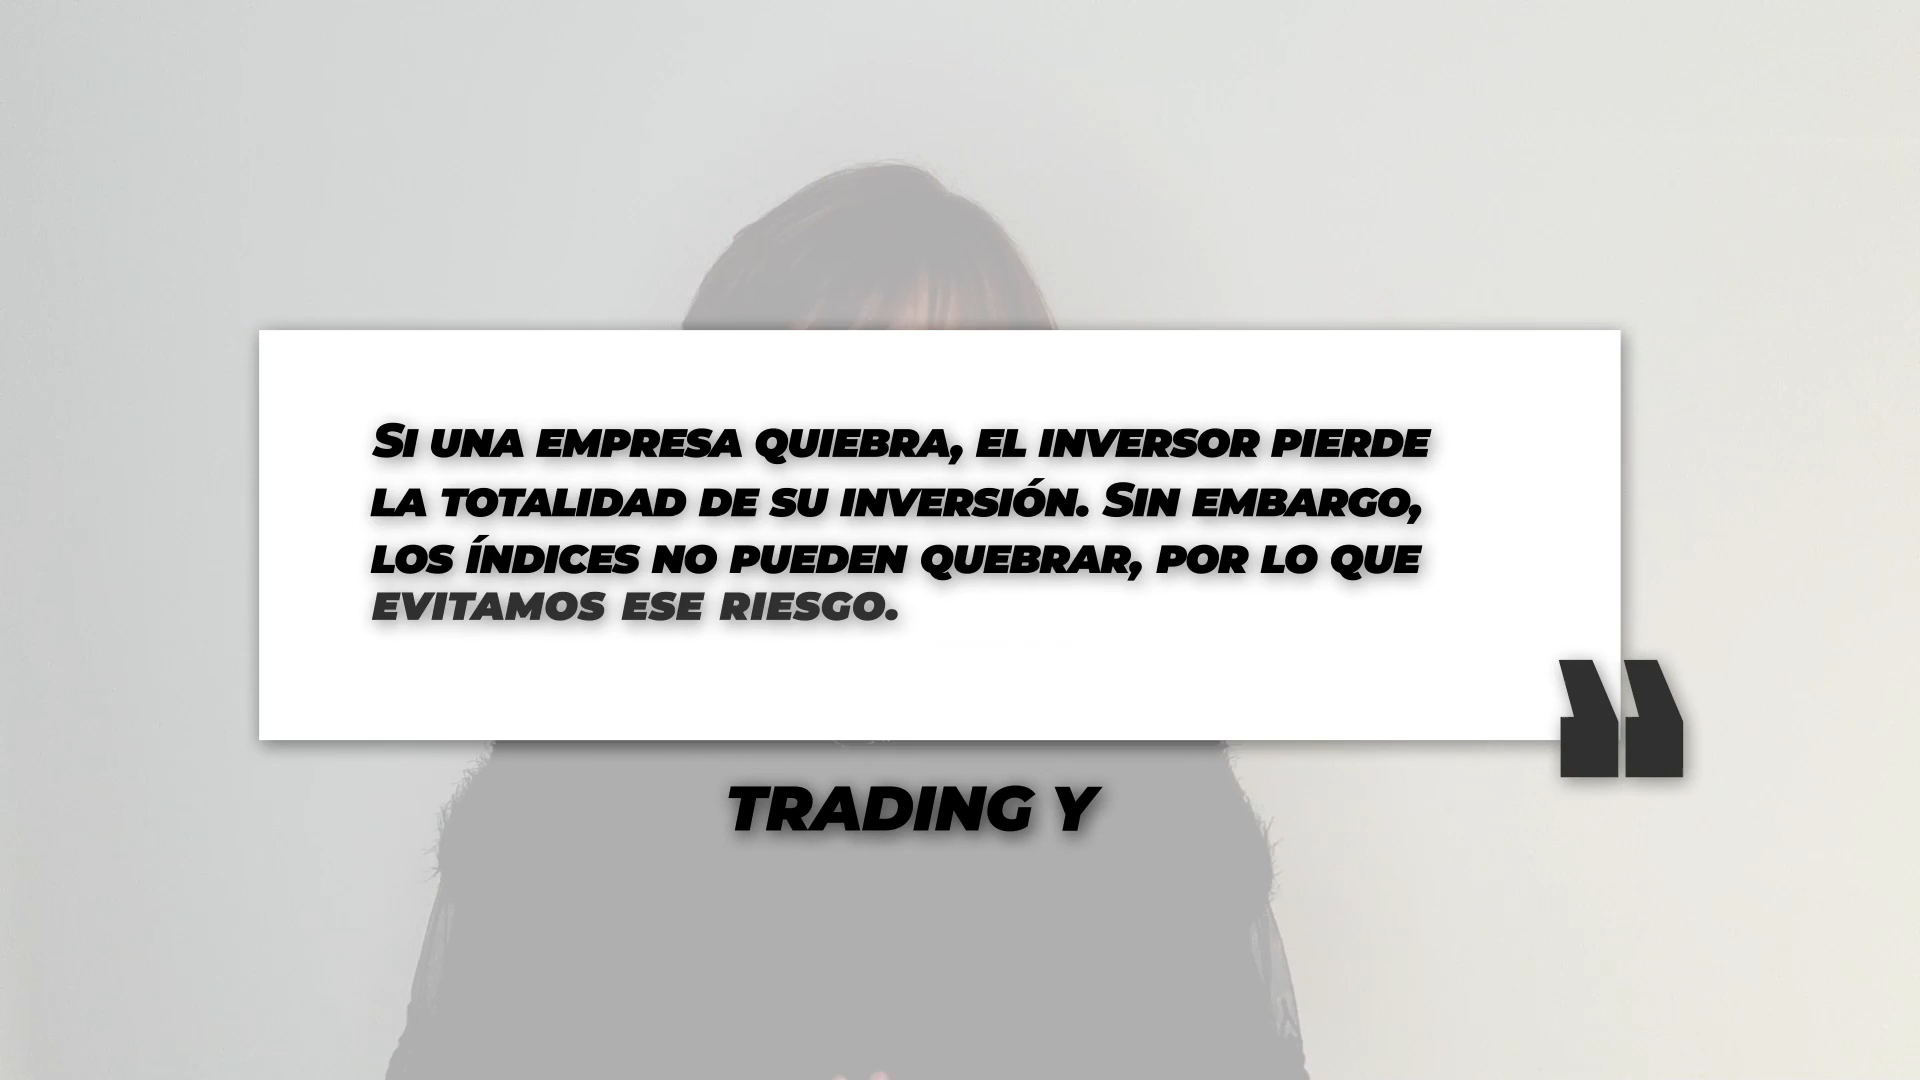 Si una empresa quiebra, el inversor pierde
la totalidad de su inversión. Sin embargo,
los índices no pueden quebrar, por lo que
evitamos ese riesgo.
TRADING Y